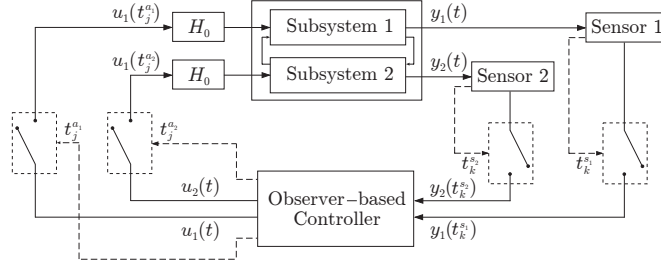 u₁(t_j^{a₁})
H₀
Subsystem 1
y₁(t)
Sensor 1
u₁(t_j^{a₂})
H₀
Subsystem 2
y₂(t)
Sensor 2
t_j^{a₁}
t_j^{a₂}
t_k^{s₂}
t_k^{s₁}
u₂(t)
Observer−based
Controller
y₂(t_k^{s₂})
u₁(t)
y₁(t_k^{s₁})